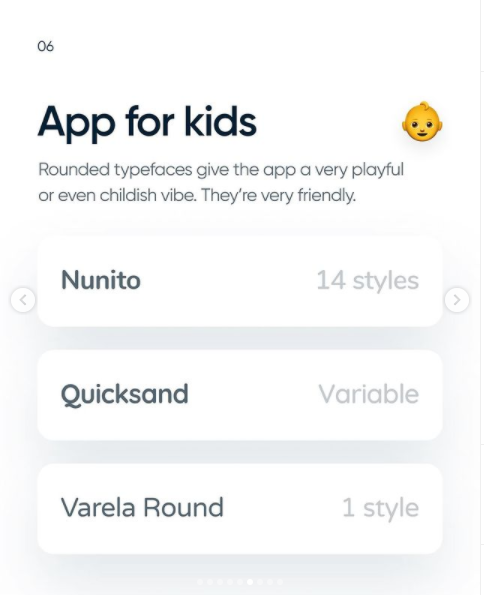 06
App for kids
Rounded typefaces give the app a very playful
or even childish vibe. They’re very friendly.
Nunito 14 styles
Quicksand Variable
Varela Round 1 style